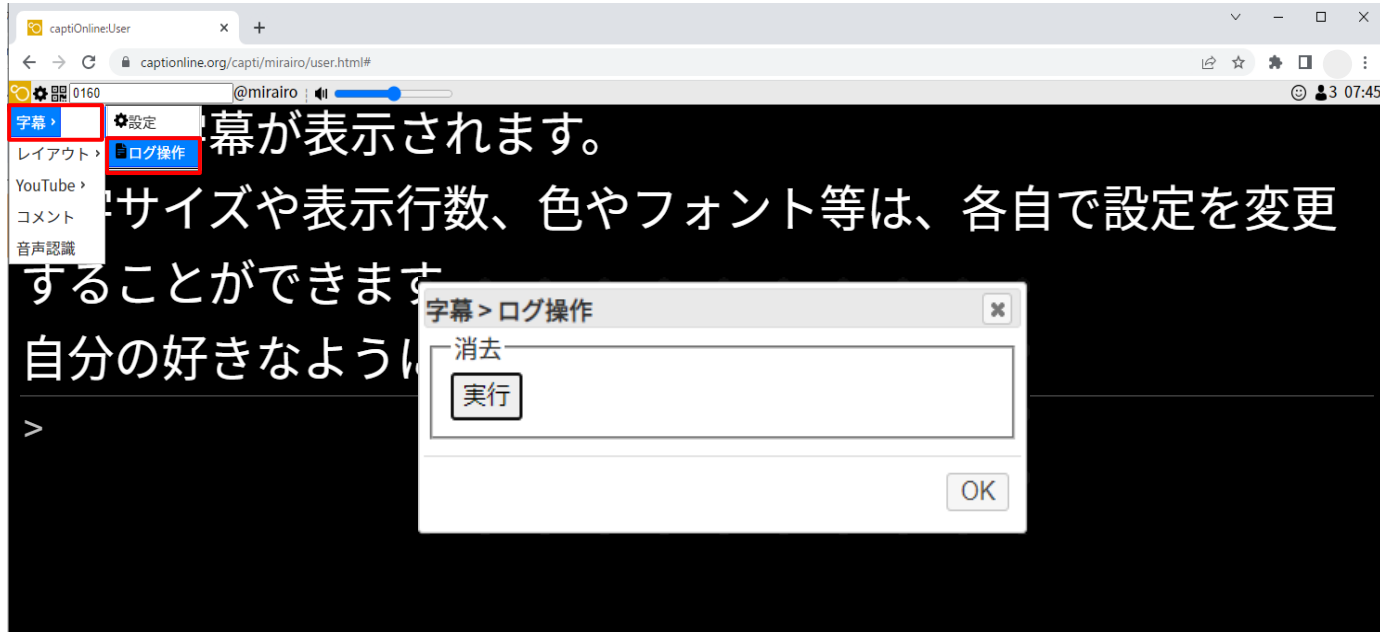 captiOnline:User
captionline.org/capti/mirairo/user.html#
0160
@mirairo
3 07:45
字幕 ›
設定
レイアウト ›
ログ操作
YouTube ›
コメント
音声認識
幕が表示されます。
サイズや表示行数、色やフォント等は、各自で設定を変更
することができます
自分の好きなように
>
字幕 > ログ操作
消去
実行
OK